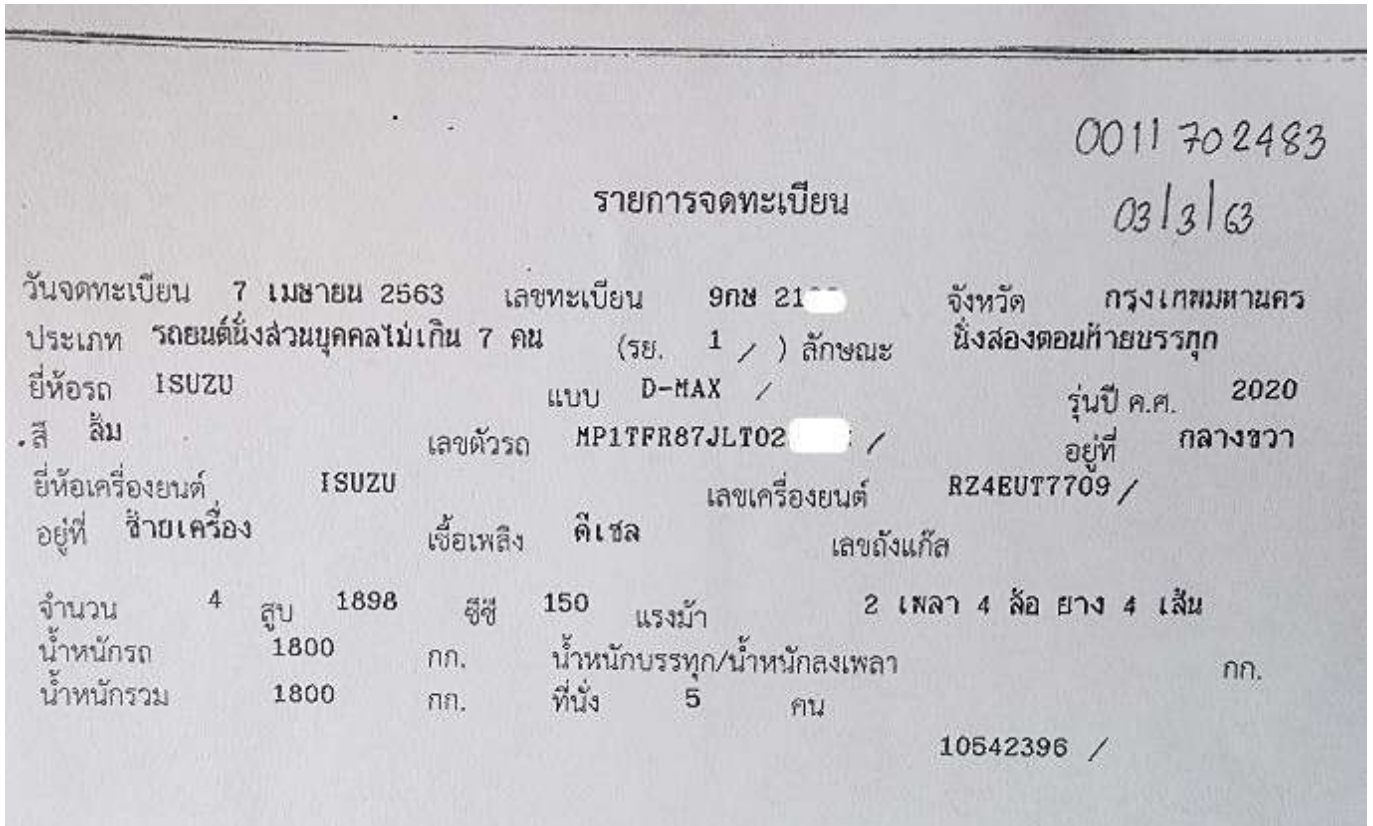 0011 702483
รายการจดทะเบียน
03/3/63
วันจดทะเบียน 7 เมษายน 2563 เลขทะเบียน 9กษ 21 จังหวัด กรุงเทพมหานคร
ประเภท รถยนต์นั่งส่วนบุคคลไม่เกิน 7 คน (รย. 1 / ) ลักษณะ นั่งสองตอนท้ายบรรทุก
ยี่ห้อรถ ISUZU แบบ D-MAX / รุ่นปี ค.ศ. 2020
สี ส้ม เลขตัวรถ MP1TFR87JLT02 / อยู่ที่ กลางขวา
ยี่ห้อเครื่องยนต์ ISUZU เลขเครื่องยนต์ RZ4EUT7709 /
อยู่ที่ ซ้ายเครื่อง เชื้อเพลิง ดีเซล เลขถังแก๊ส
จำนวน 4 สูบ 1898 ซีซี 150 แรงม้า 2 เพลา 4 ล้อ ยาง 4 เส้น
น้ำหนักรถ 1800 กก. น้ำหนักบรรทุก/น้ำหนักลงเพลา กก.
น้ำหนักรวม 1800 กก. ที่นั่ง 5 คน
10542396 /